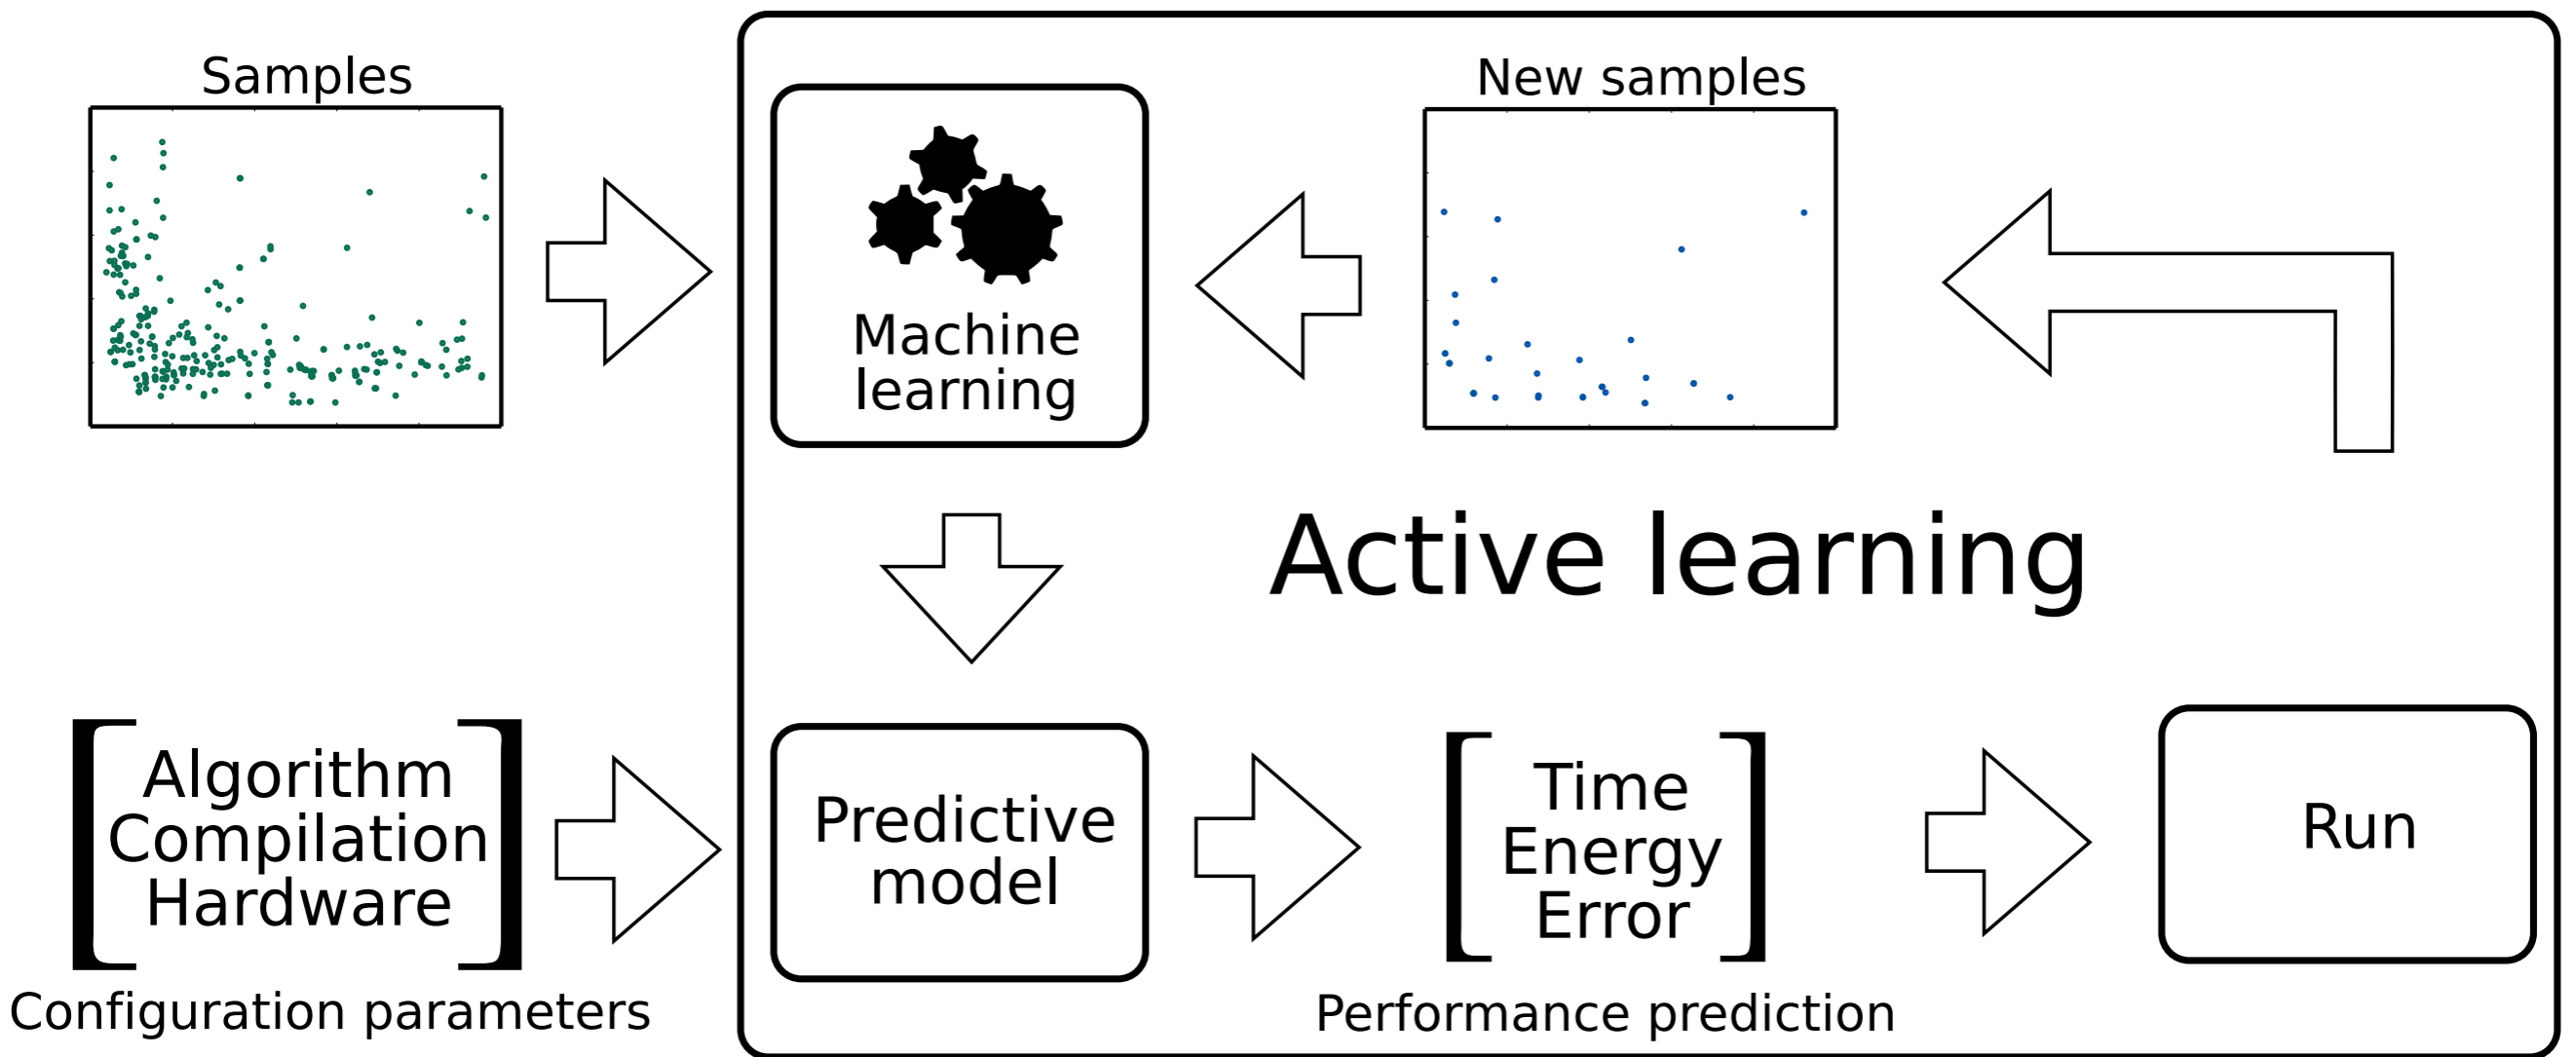 Samples
New samples
Machine
learning
Active learning
Algorithm
Compilation
Hardware
Configuration parameters
Predictive
model
Time
Energy
Error
Performance prediction
Run